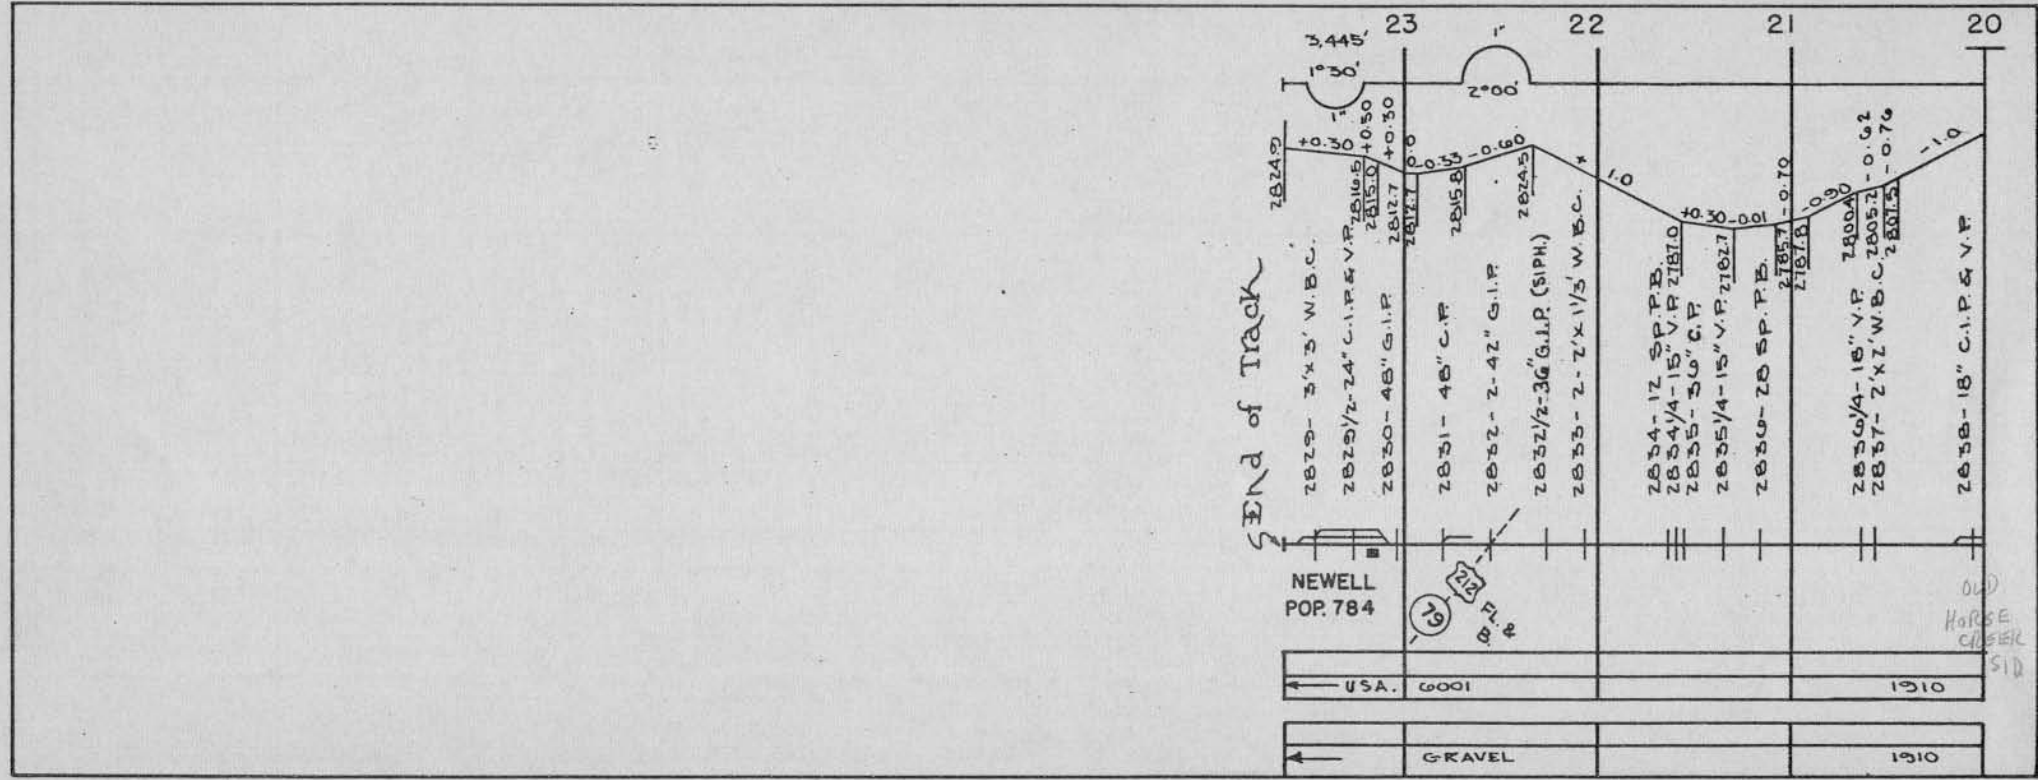 23
22
21
20
3,445'
1°30'
1"
1"
2°00'
2824.9
+0.30
2816.5
+0.50
2815.0
+0.30
2812.7
0.0
2812.7
-0.33
2815.8
-0.60
2824.5
+
1.0
2787.0
+0.30
2782.7
-0.01
2785.7
-0.70
2787.8
-0.90
2800.0
-0.62
2805.2
-0.76
2807.5
-1.0
End of Track
2829- 3'x3' W.B.C.
2829½-24" C.I.P. & V.P.
2830-48" G.I.P.
2831-48" C.P.
2832-2-42" G.I.P.
2832½-36" G.I.P. (SIPH.)
2833-2-2'x1⅓' W.B.C.
2834-12 SP. P.B.
2834¼-15" V.P.
2835-36" C.P.
2835¼-15" V.P.
2836-28 SP. P.B.
2836¼-18" V.P.
2837-2'x2' W.B.C.
2838-18" C.I.P. & V.P.
NEWELL
POP. 784
79
212
FL. &
B.
OLD
HORSE
CREEK
SID
USA. 6001
1910
GRAVEL
1910